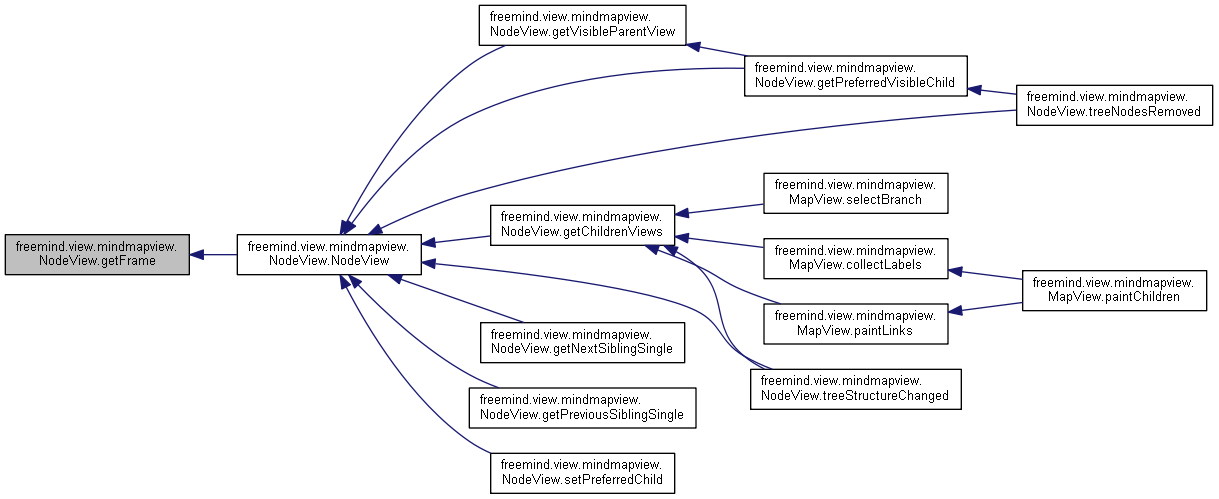 freemind.view.mindmapview.
NodeView.getFrame
freemind.view.mindmapview.
NodeView.NodeView
freemind.view.mindmapview.
NodeView.getVisibleParentView
freemind.view.mindmapview.
NodeView.getPreferredVisibleChild
freemind.view.mindmapview.
NodeView.treeNodesRemoved
freemind.view.mindmapview.
NodeView.getChildrenViews
freemind.view.mindmapview.
MapView.selectBranch
freemind.view.mindmapview.
MapView.collectLabels
freemind.view.mindmapview.
MapView.paintChildren
freemind.view.mindmapview.
MapView.paintLinks
freemind.view.mindmapview.
NodeView.treeStructureChanged
freemind.view.mindmapview.
NodeView.getNextSiblingSingle
freemind.view.mindmapview.
NodeView.getPreviousSiblingSingle
freemind.view.mindmapview.
NodeView.setPreferredChild